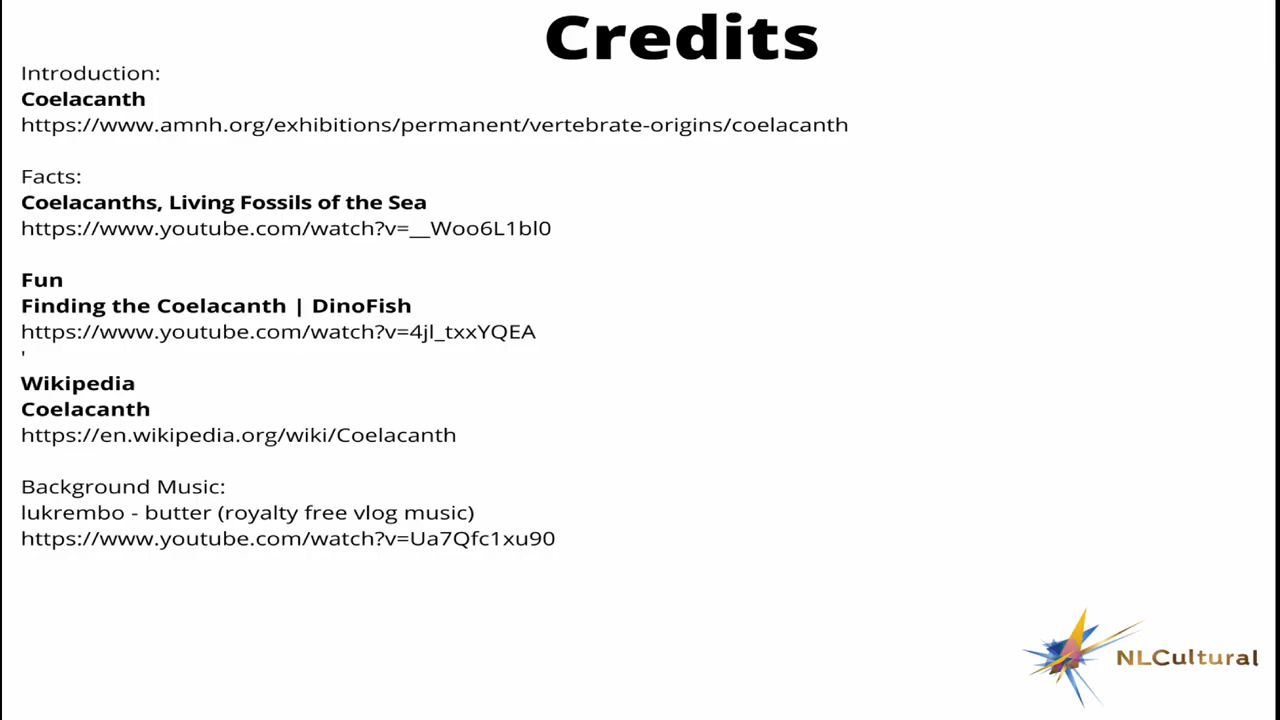 Credits
Introduction:
Coelacanth
https://www.amnh.org/exhibitions/permanent/vertebrate-origins/coelacanth
Facts:
Coelacanths, Living Fossils of the Sea
https://www.youtube.com/watch?v=__Woo6L1bl0
Fun
Finding the Coelacanth | DinoFish
https://www.youtube.com/watch?v=4jl_txxYQEA
'
Wikipedia
Coelacanth
https://en.wikipedia.org/wiki/Coelacanth
Background Music:
lukrembo - butter (royalty free vlog music)
https://www.youtube.com/watch?v=Ua7Qfc1xu90
NLCultural